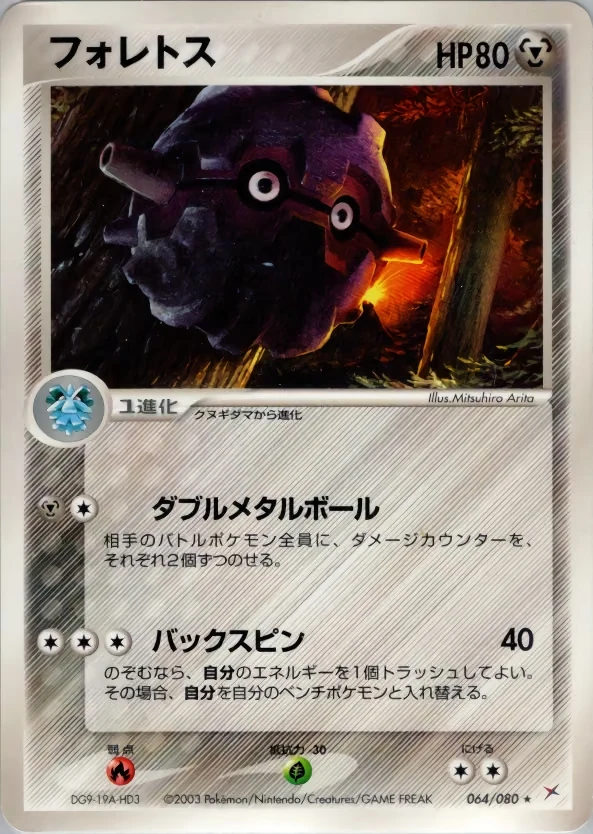 フォレトス
HP80
Illus.Mitsuhiro Arita
1進化
クヌギダマから進化
ダブルメタルボール
相手のバトルポケモン全員に、ダメージカウンターを、
それぞれ2個ずつのせる。
バックスピン 40
のぞむなら、自分のエネルギーを1個トラッシュしてよい。
その場合、自分を自分のベンチポケモンと入れ替える。
弱点 抵抗力 -30 にげる
DG9-19A-HD3 ©2003 Pokémon/Nintendo/Creatures/GAME FREAK 064/080 ★